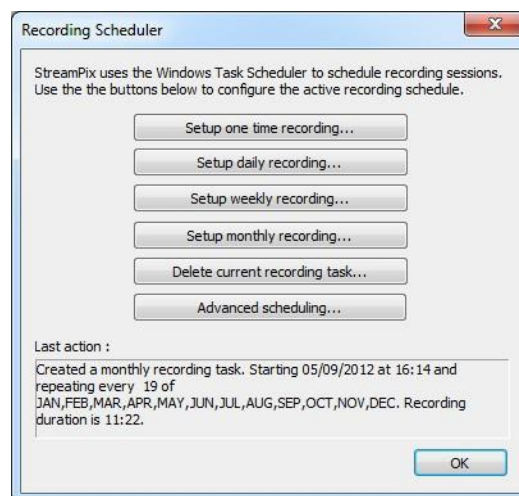 Recording Scheduler
StreamPix uses the Windows Task Scheduler to schedule recording sessions.
Use the the buttons below to configure the active recording schedule.
Setup one time recording...
Setup daily recording...
Setup weekly recording...
Setup monthly recording...
Delete current recording task...
Advanced scheduling...
Last action :
Created a monthly recording task. Starting 05/09/2012 at 16:14 and
repeating every  19 of
JAN,FEB,MAR,APR,MAY,JUN,JUL,AUG,SEP,OCT,NOV,DEC. Recording
duration is 11:22.
OK